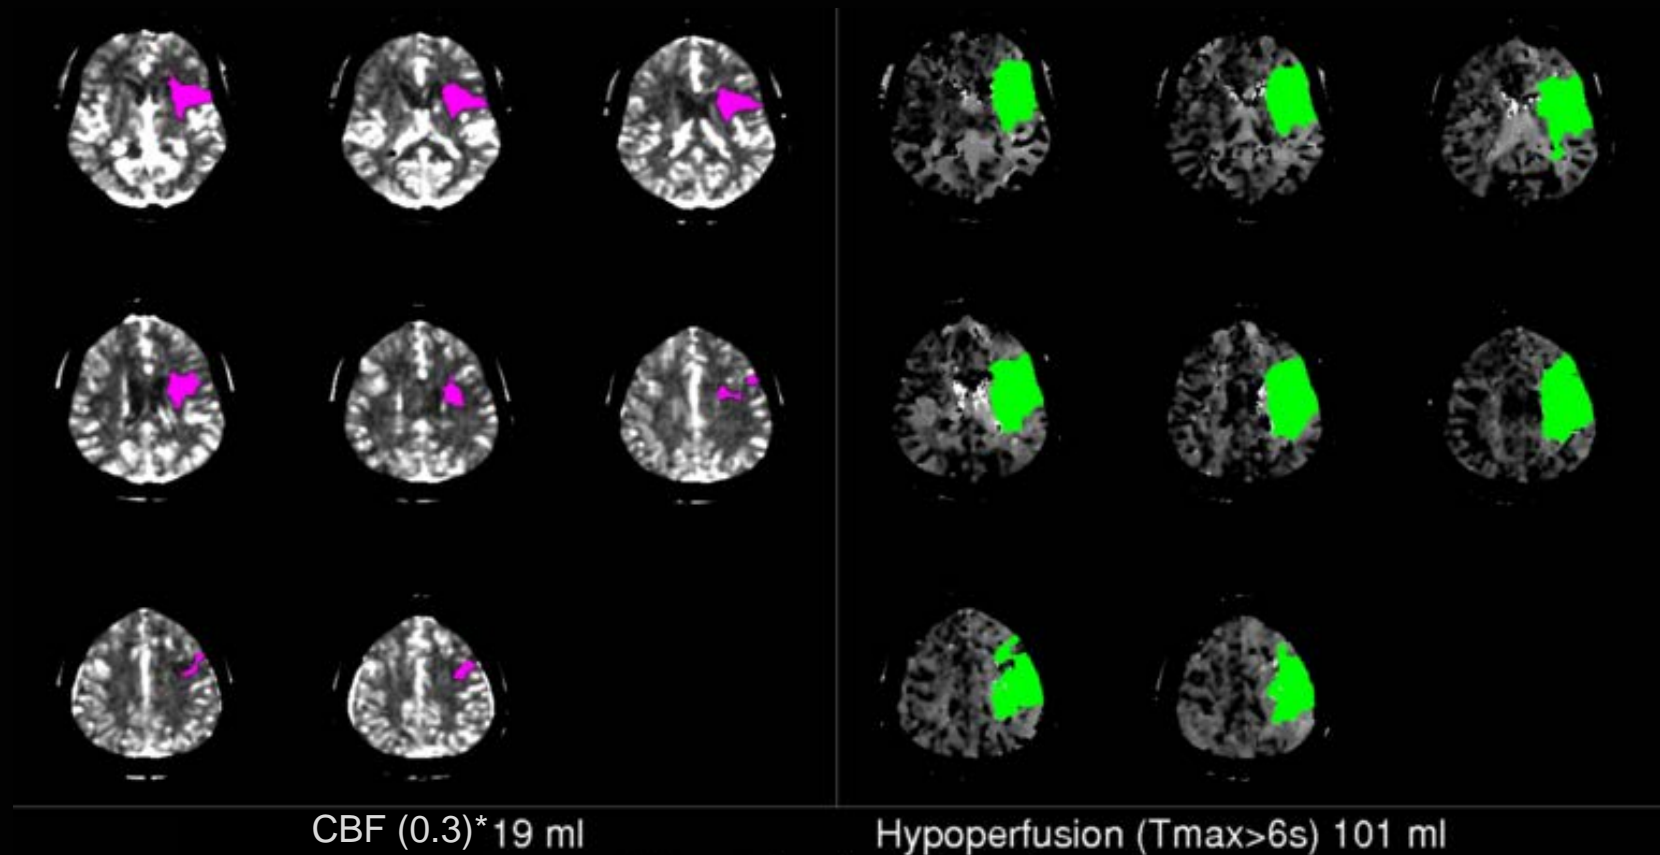 CBF (0.3)* 19 ml
Hypoperfusion (Tmax>6s) 101 ml